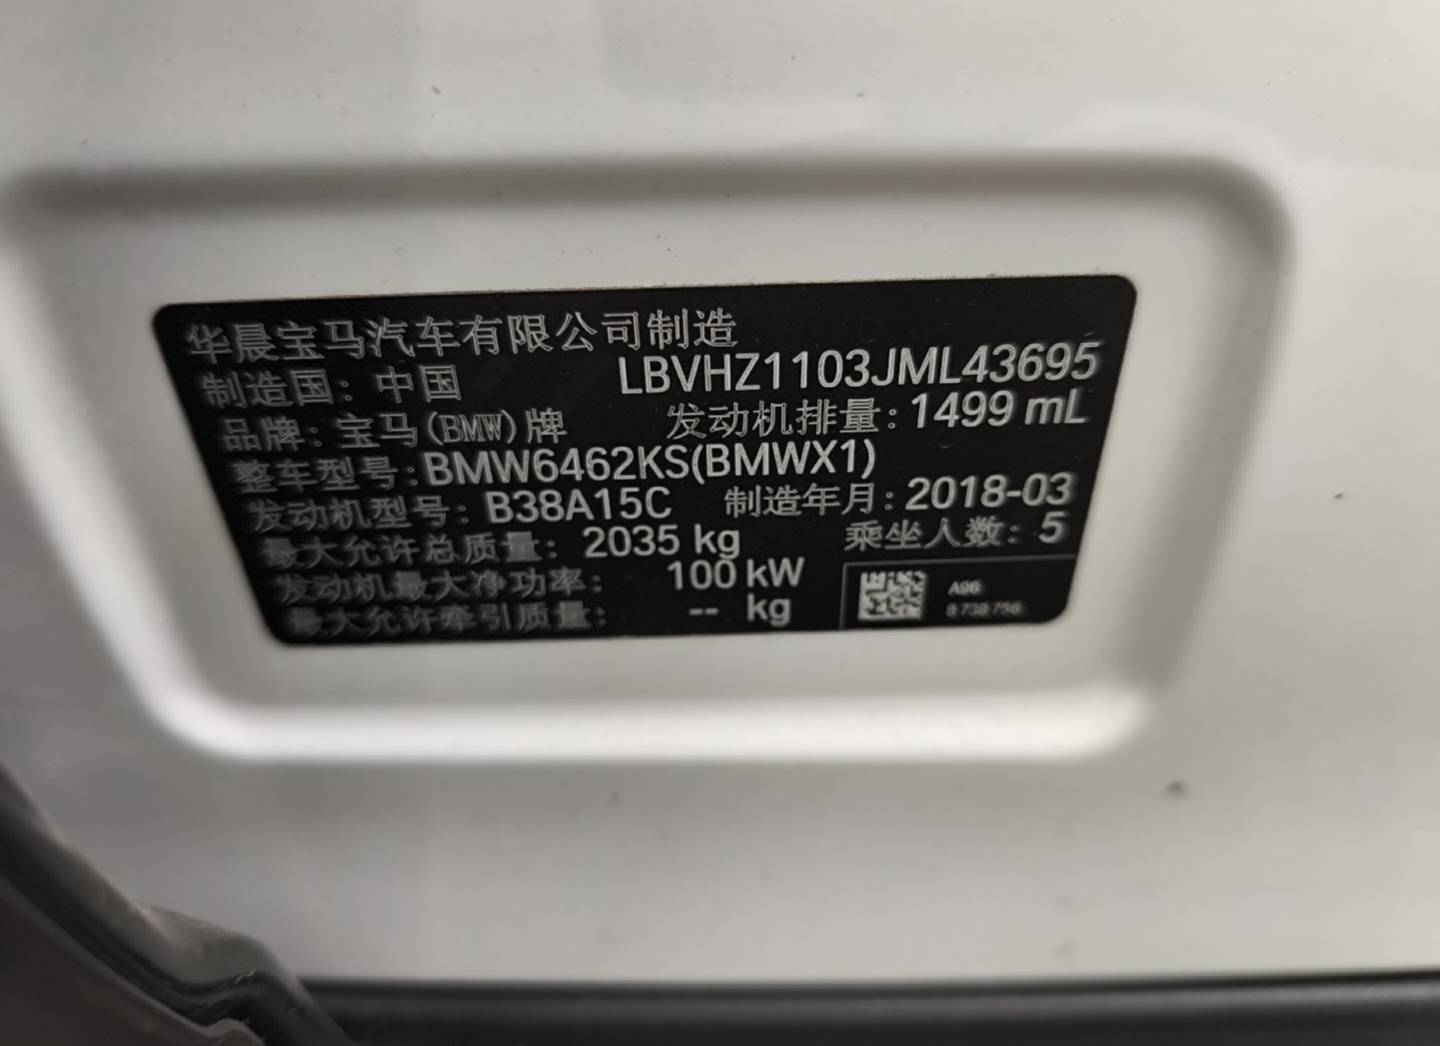 华晨宝马汽车有限公司制造
制造国：中国 LBVHZ1103JML43695
品牌：宝马(BMW)牌 发动机排量：1499 mL
整车型号：BMW6462KS(BMWX1)
发动机型号：B38A15C 制造年月：2018-03
最大允许总质量：2035 kg 乘坐人数：5
发动机最大净功率：100 kW
最大允许牵引质量：-- kg
A96
8 738 756